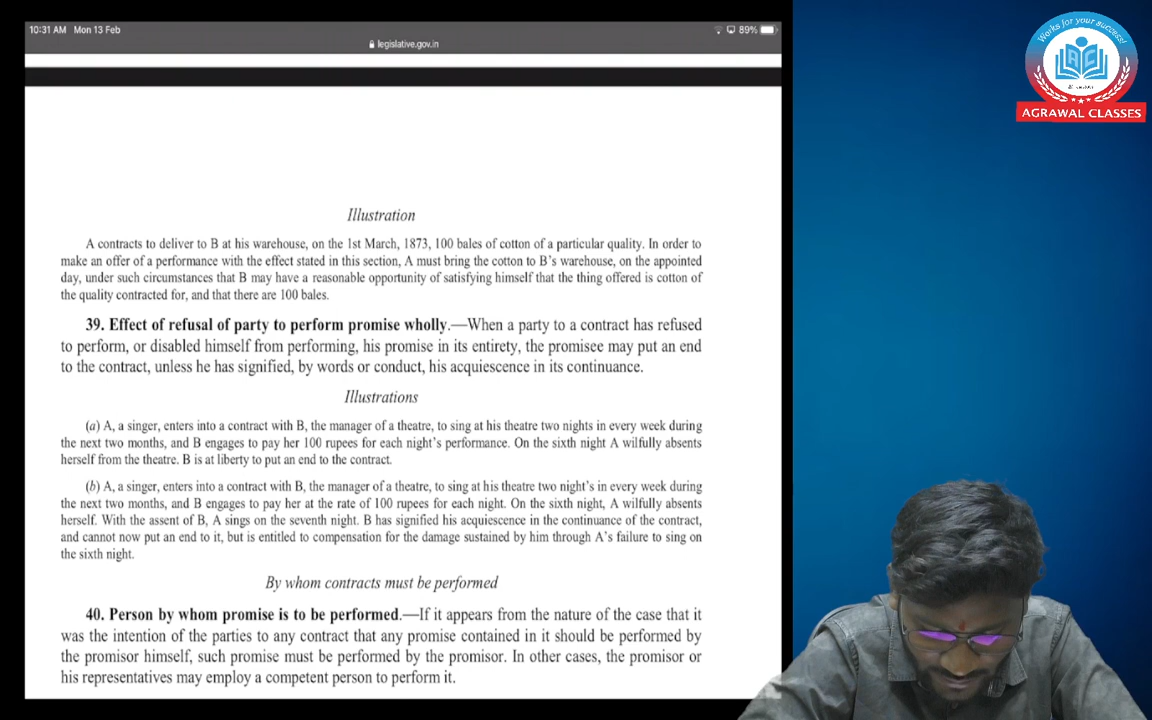 10:31 AM Mon 13 Feb
89%
legislative.gov.in
Works for your success!
AC
AGRAWAL CLASSES
Illustration
A contracts to deliver to B at his warehouse, on the 1st March, 1873, 100 bales of cotton of a particular quality. In order to
make an offer of a performance with the effect stated in this section, A must bring the cotton to B's warehouse, on the appointed
day, under such circumstances that B may have a reasonable opportunity of satisfying himself that the thing offered is cotton of
the quality contracted for, and that there are 100 bales.
39. Effect of refusal of party to perform promise wholly.—When a party to a contract has refused
to perform, or disabled himself from performing, his promise in its entirety, the promisee may put an end
to the contract, unless he has signified, by words or conduct, his acquiescence in its continuance.
Illustrations
(a) A, a singer, enters into a contract with B, the manager of a theatre, to sing at his theatre two nights in every week during
the next two months, and B engages to pay her 100 rupees for each night's performance. On the sixth night A wilfully absents
herself from the theatre. B is at liberty to put an end to the contract.
(b) A, a singer, enters into a contract with B, the manager of a theatre, to sing at his theatre two night's in every week during
the next two months, and B engages to pay her at the rate of 100 rupees for each night. On the sixth night, A wilfully absents
herself. With the assent of B, A sings on the seventh night. B has signified his acquiescence in the continuance of the contract,
and cannot now put an end to it, but is entitled to compensation for the damage sustained by him through A's failure to sing on
the sixth night.
By whom contracts must be performed
40. Person by whom promise is to be performed.—If it appears from the nature of the case that it
was the intention of the parties to any contract that any promise contained in it should be performed by
the promisor himself, such promise must be performed by the promisor. In other cases, the promisor or
his representatives may employ a competent person to perform it.